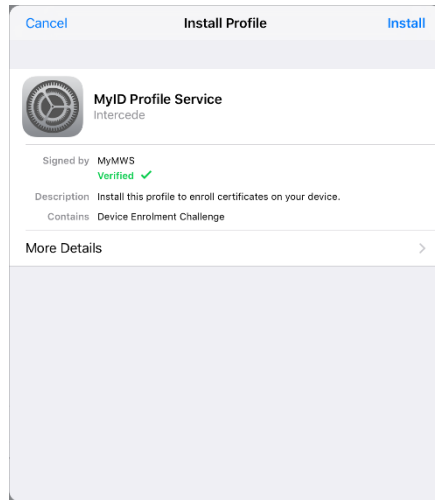 Cancel Install Profile Install
MyID Profile Service
Intercede
Signed by MyMWS
Verified ✓
Description Install this profile to enroll certificates on your device.
Contains Device Enrolment Challenge
More Details